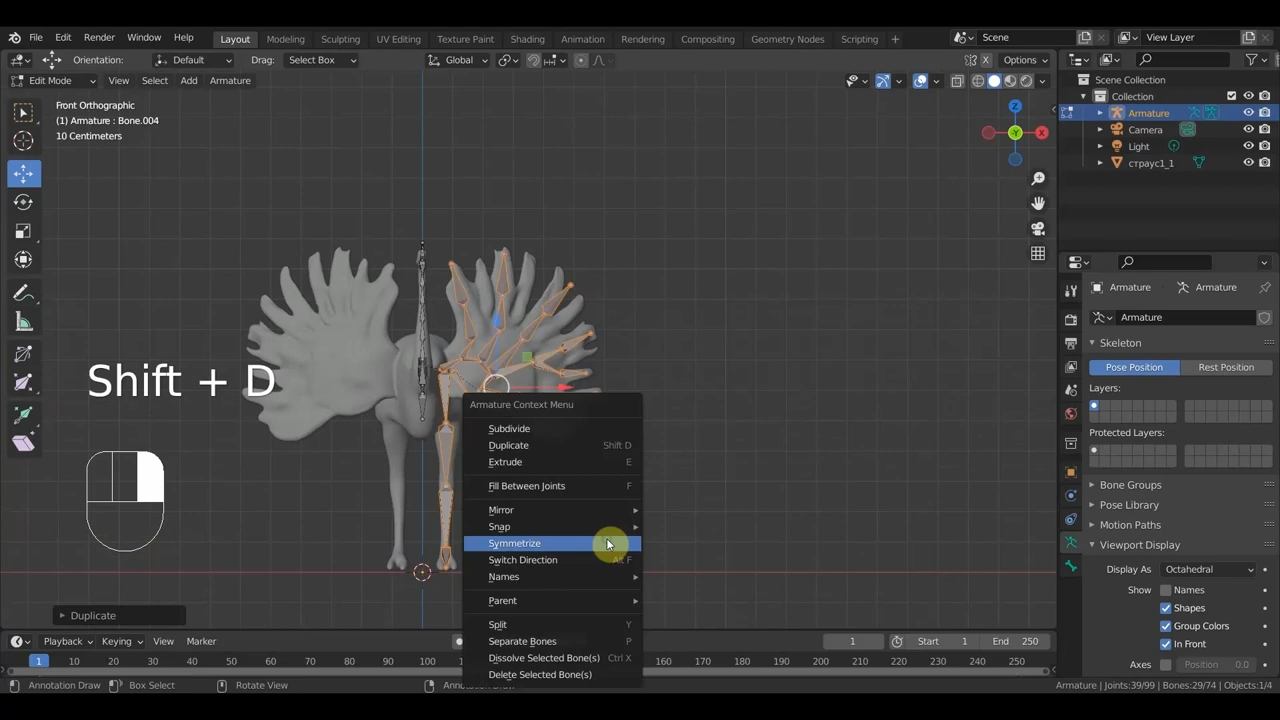 File Edit Render Window Help Layout Modeling Sculpting UV Editing Texture Paint Shading Animation Rendering Compositing Geometry Nodes Scripting + Scene View Layer
Orientation: Default Drag: Select Box Global X Options
Edit Mode View Select Add Armature
Front Orthographic
(1) Armature : Bone.004
10 Centimeters
Z
X
-Y
Scene Collection
Collection
Armature
Camera
Light
страус1_1
Shift + D
Armature Context Menu
Subdivide
Duplicate Shift D
Extrude E
Fill Between Joints F
Mirror
Snap
Symmetrize
Switch Direction Alt F
Names
Parent
Split Y
Separate Bones P
Dissolve Selected Bone(s) Ctrl X
Delete Selected Bone(s)
Duplicate
Armature Armature
Armature
Skeleton
Pose Position Rest Position
Layers:
Protected Layers:
Bone Groups
Pose Library
Motion Paths
Viewport Display
Display As Octahedral
Show Names
Shapes
Group Colors
In Front
Axes Position 0.0
Playback Keying View Marker 1 Start 1 End 250
1 10 20 30 40 50 60 70 80 90 100 110 160 170 180 190 200 210 220 230 240 250
Annotation Draw Box Select Rotate View Annotation Draw Armature | Joints:39/99 | Bones:29/74 | Objects:1/4